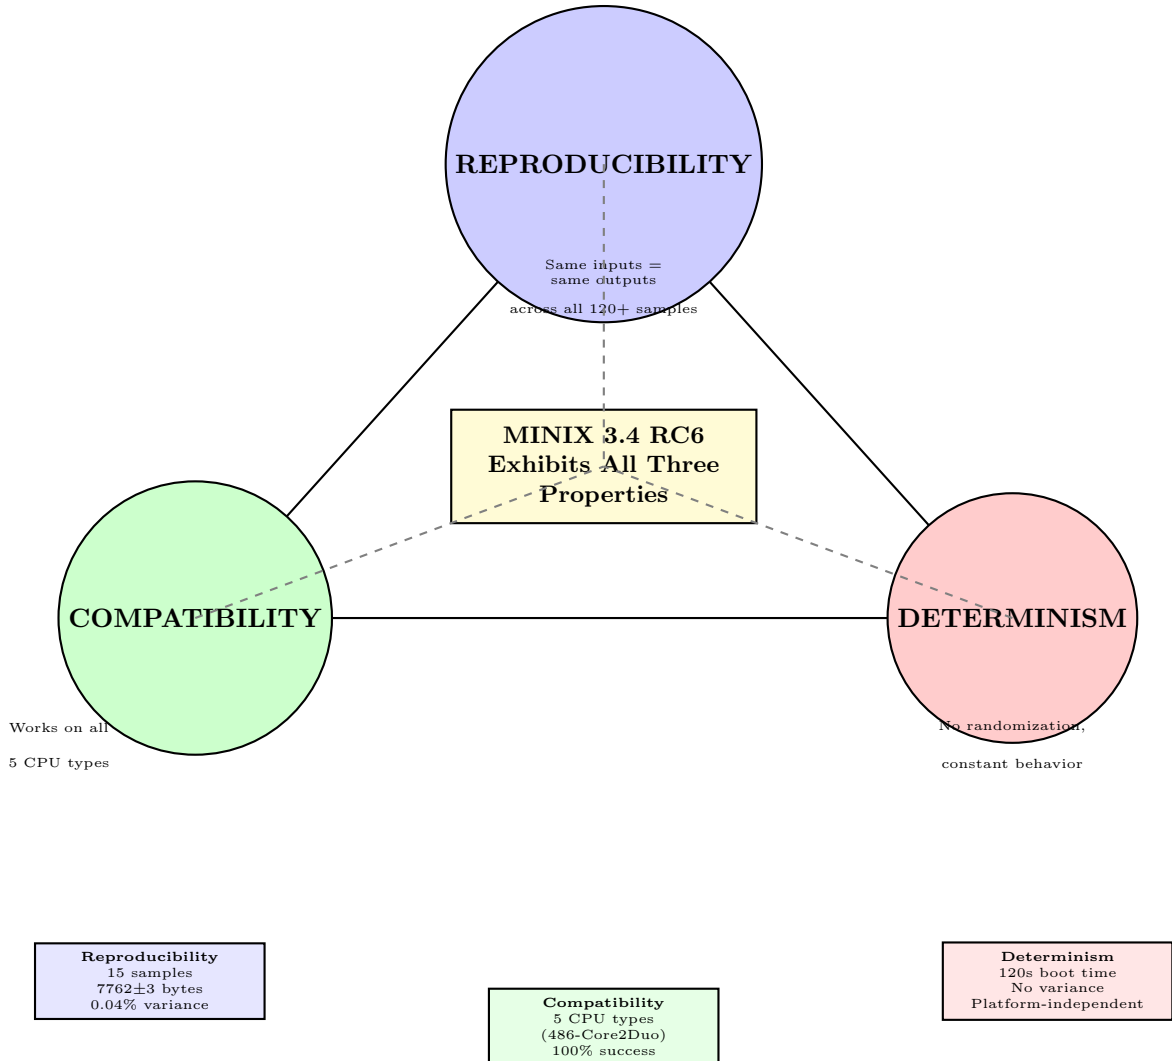 REPRODUCIBILITY
Same inputs =
same outputs
across all 120+ samples
MINIX 3.4 RC6
Exhibits All Three
Properties
COMPATIBILITY
DETERMINISM
Works on all
5 CPU types
No randomization,
constant behavior
Reproducibility
15 samples
7762±3 bytes
0.04% variance
Compatibility
5 CPU types
(486-Core2Duo)
100% success
Determinism
120s boot time
No variance
Platform-independent